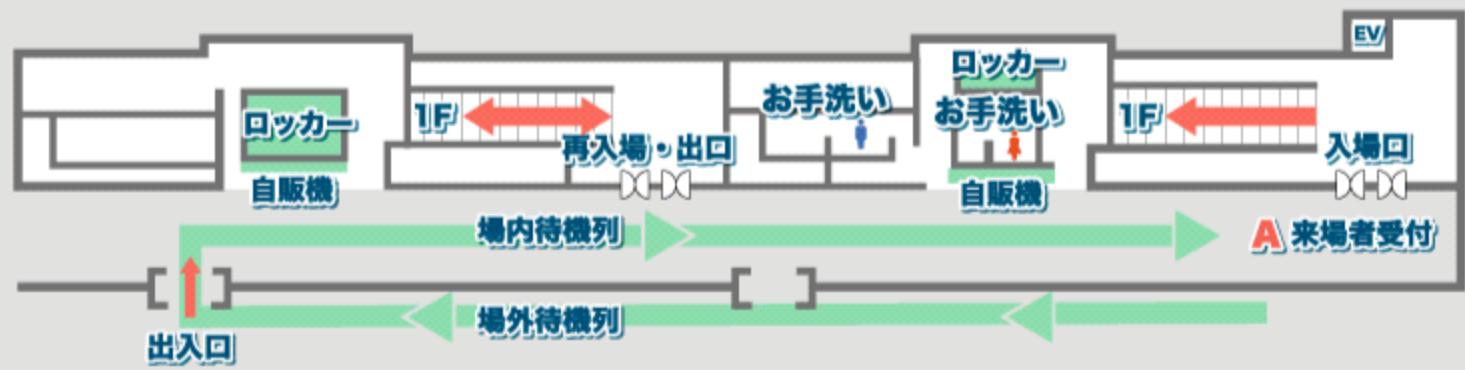 EV
ロッカー
お手洗い
ロッカー
1F
お手洗い
1F
再入場・出口
入場口
自販機
自販機
場内待機列
A 来場者受付
場外待機列
出入口